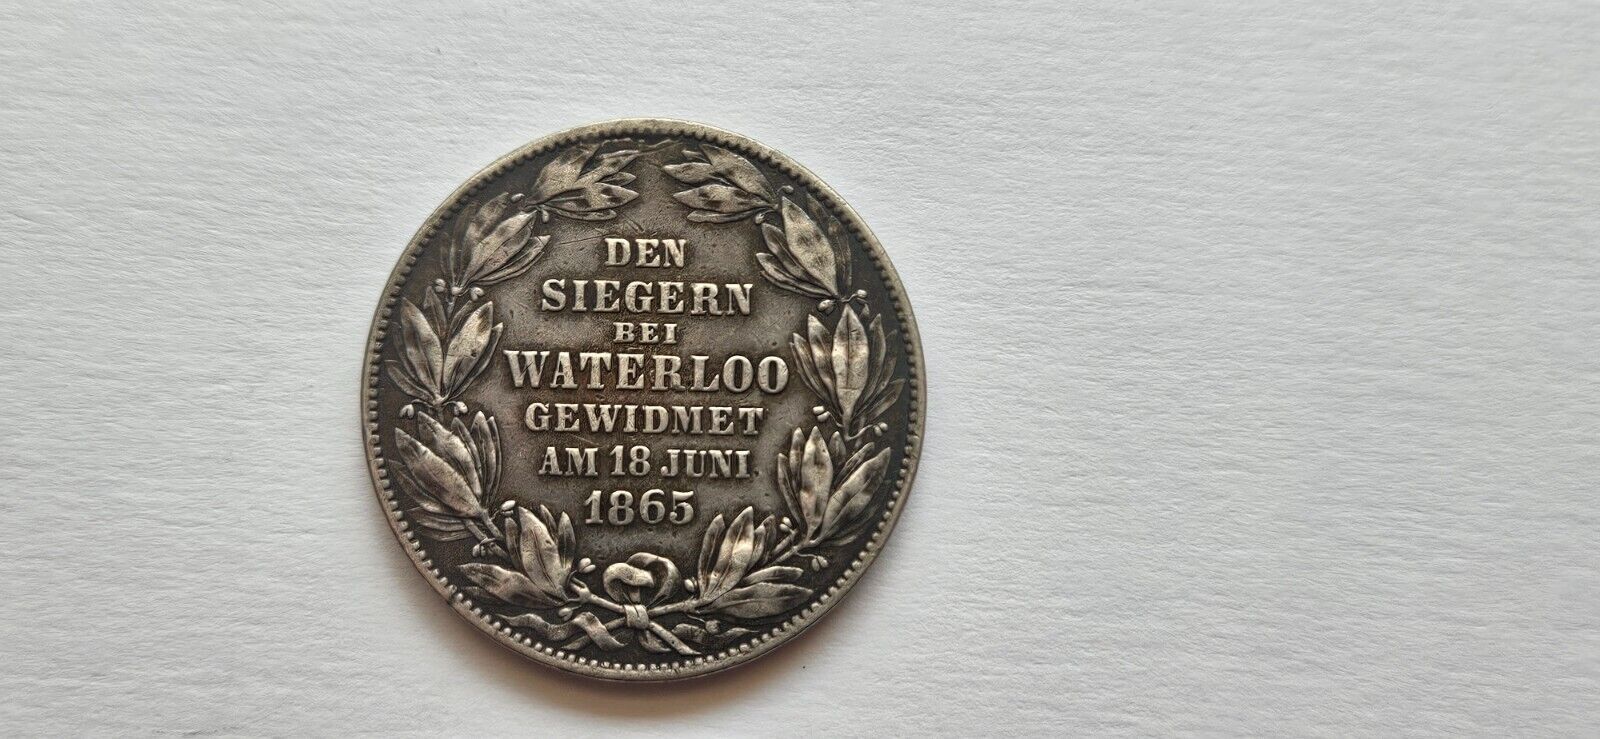 DEN
SIEGERN
BEI
WATERLOO
GEWIDMET
AM 18 JUNI
1865